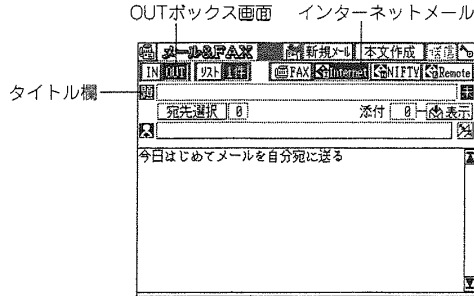 OUTボックス画面 インターネットメール
メール&FAX 新規メール 本文作成 送信
IN OUT リスト 1件 FAX Internet NIFTY Remote
タイトル欄 題
宛先選択 0 添付 0 表示
今日はじめてメールを自分宛に送る